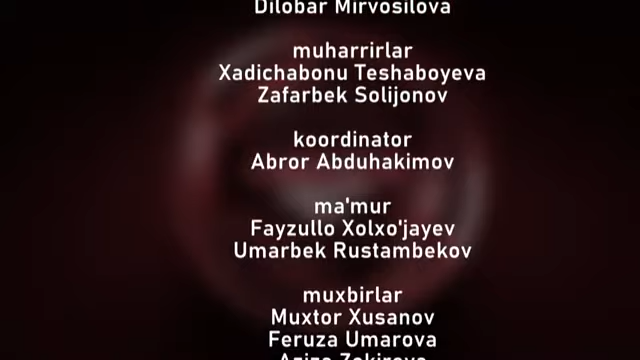 Dilobar Mirvosilova
muharrirlar
Xadichabonu Teshaboyeva
Zafarbek Solijonov
koordinator
Abror Abduhakimov
ma'mur
Fayzullo Xolxo'jayev
Umarbek Rustambekov
muxbirlar
Muxtor Xusanov
Feruza Umarova